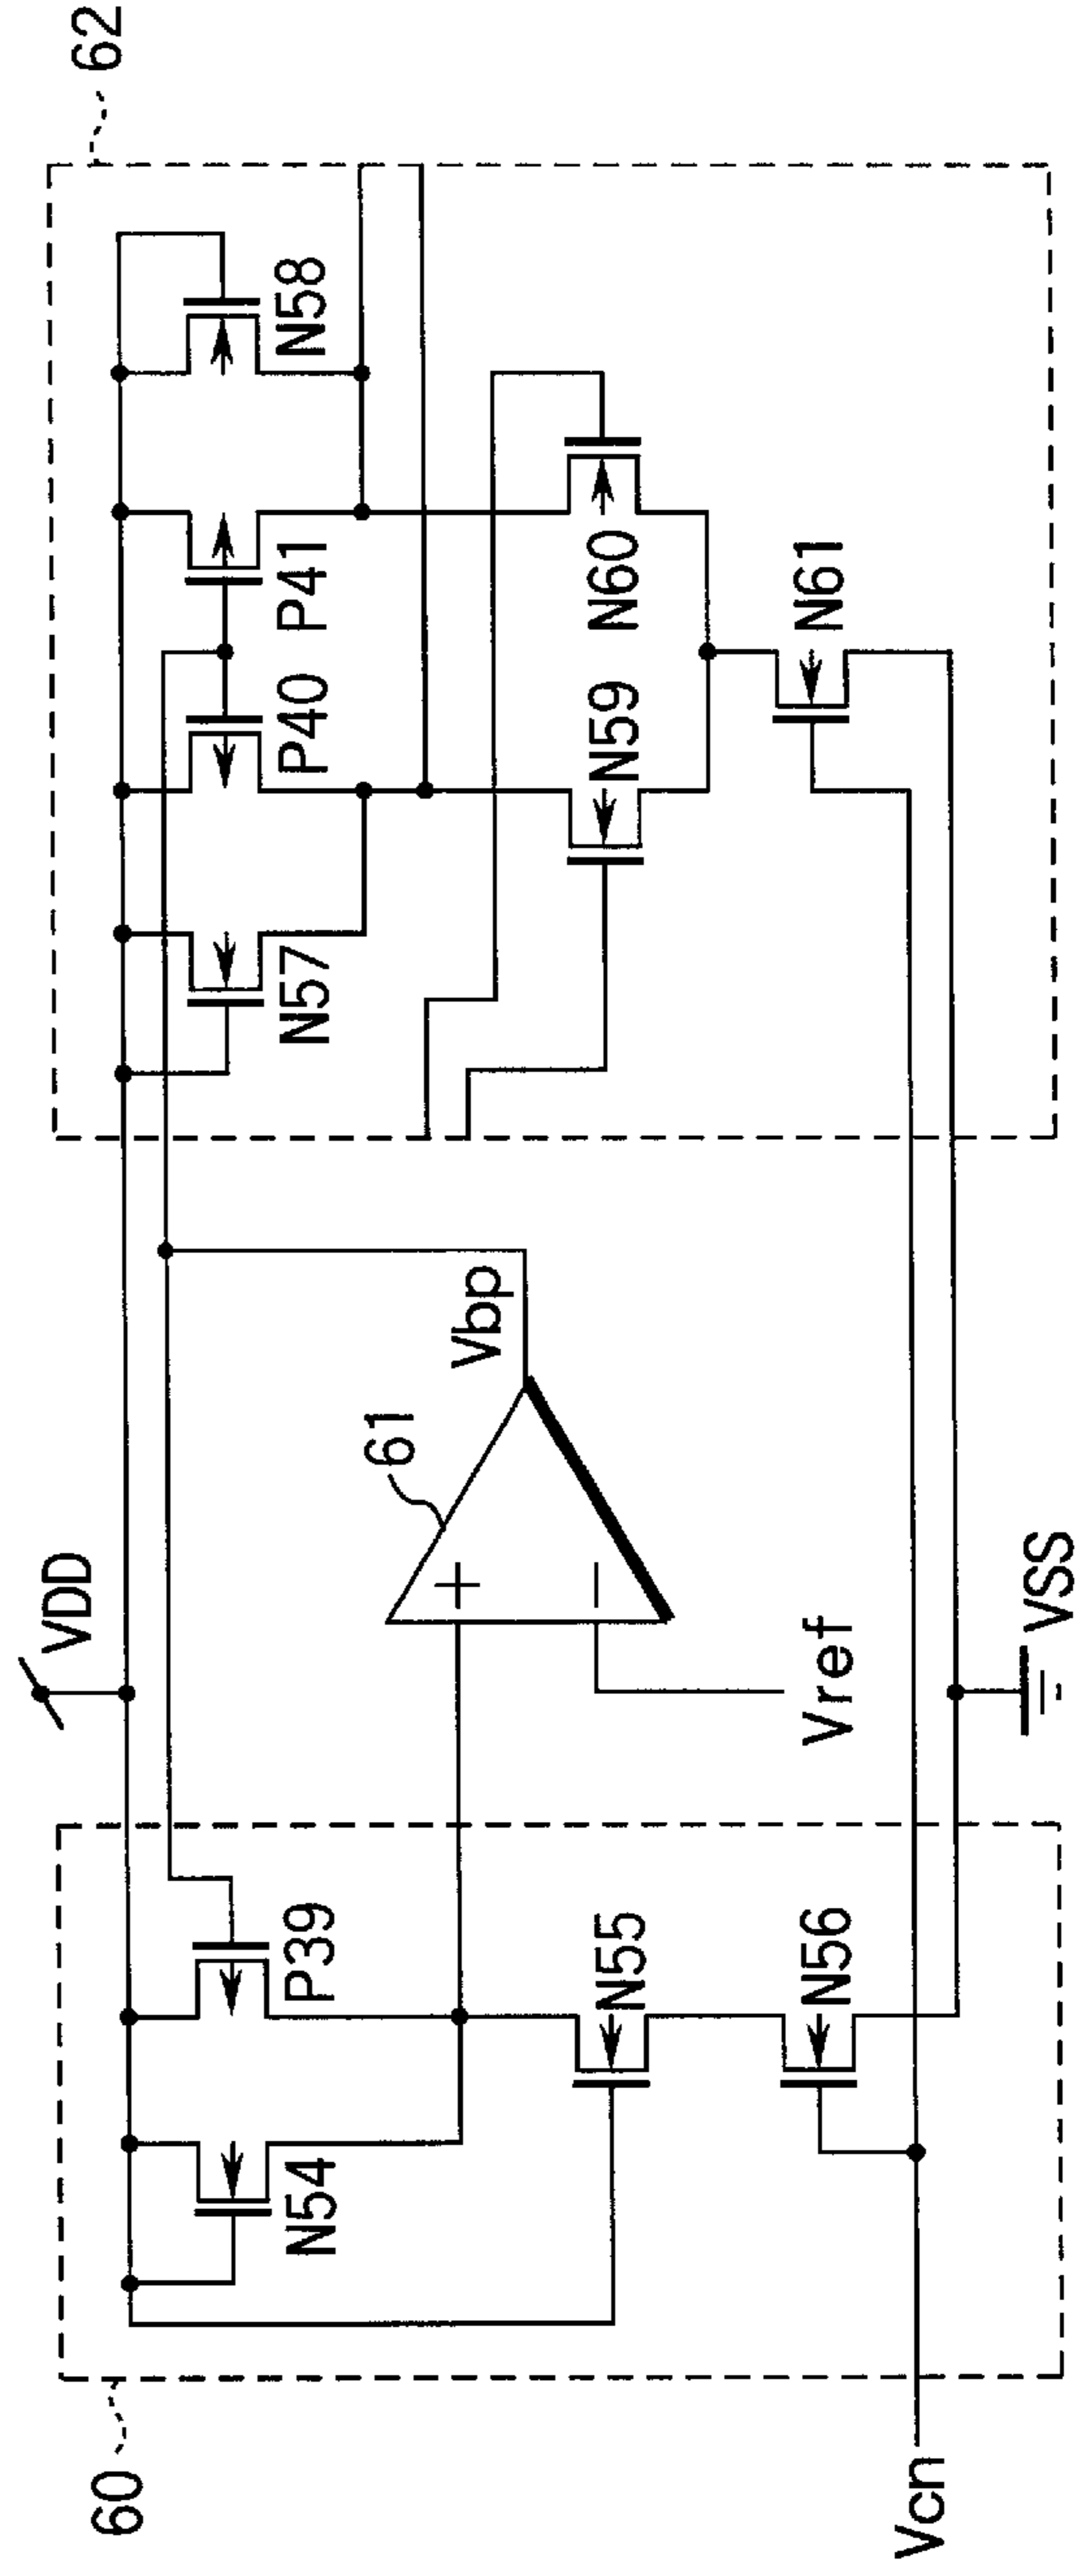 62
VDD
N57
P40
P41
N58
N59
N60
N61
61
Vbp
+
−
Vref
VSS
60
N54
P39
N55
N56
Vcn